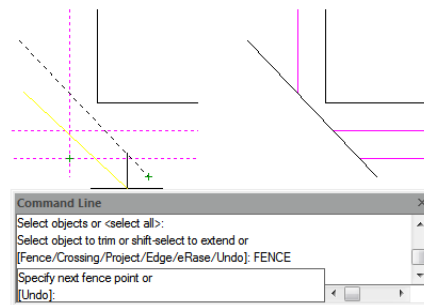 Command Line
Select objects or <select all>:
Select object to trim or shift-select to extend or
[Fence/Crossing/Project/Edge/eRase/Undo]: FENCE
Specify next fence point or
[Undo]: